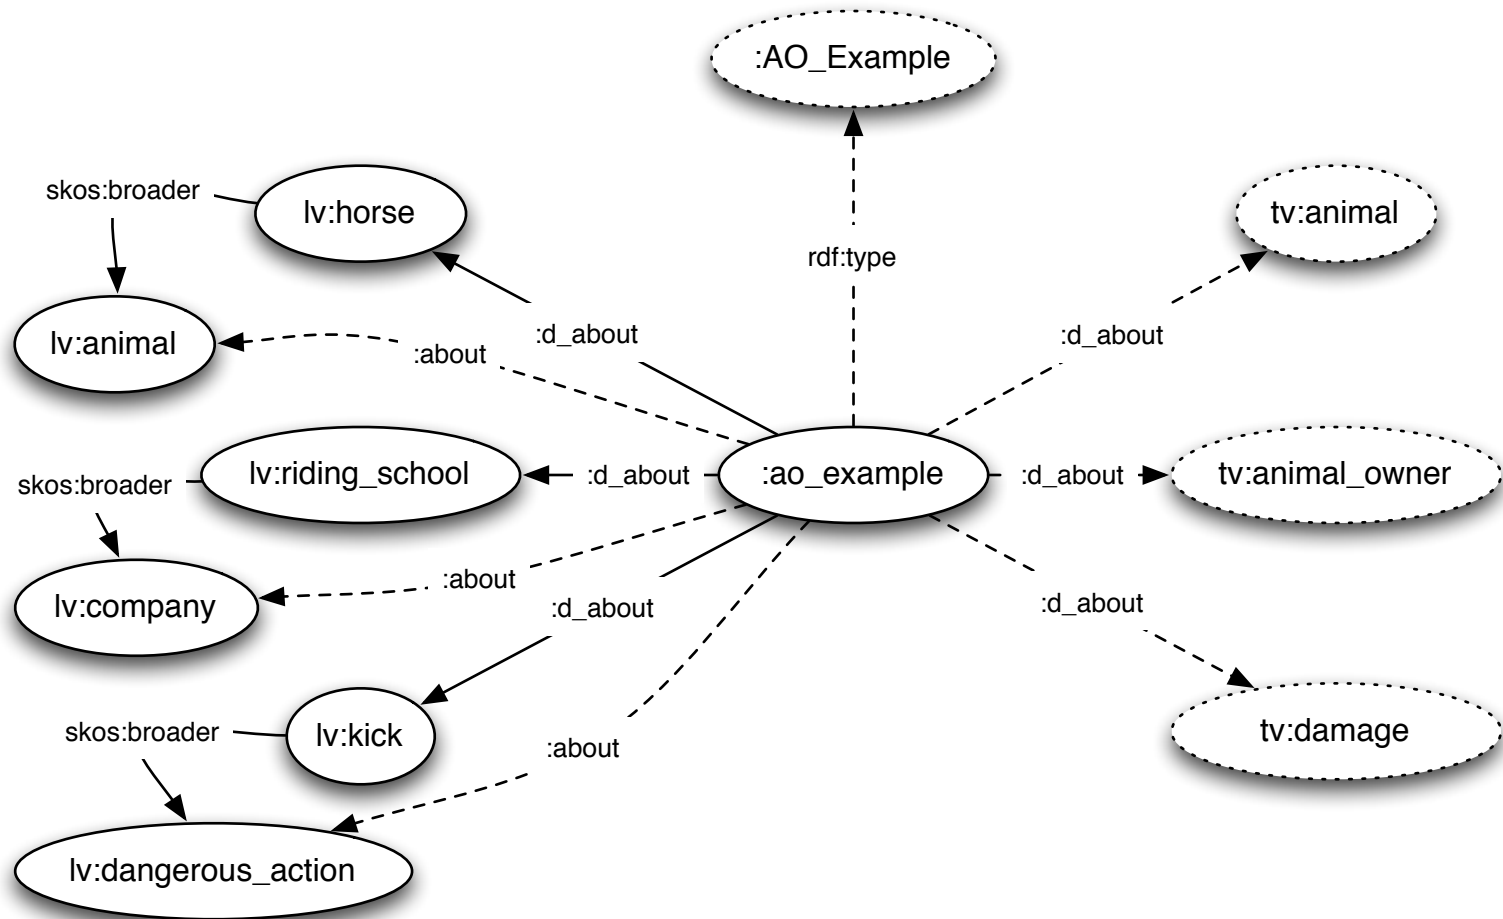 :AO_Example
skos:broader
lv:horse
tv:animal
rdf:type
lv:animal
:about
:d_about
:d_about
skos:broader
lv:riding_school
:d_about
:ao_example
:d_about
tv:animal_owner
lv:company
:about
:d_about
:d_about
skos:broader
lv:kick
:about
tv:damage
lv:dangerous_action